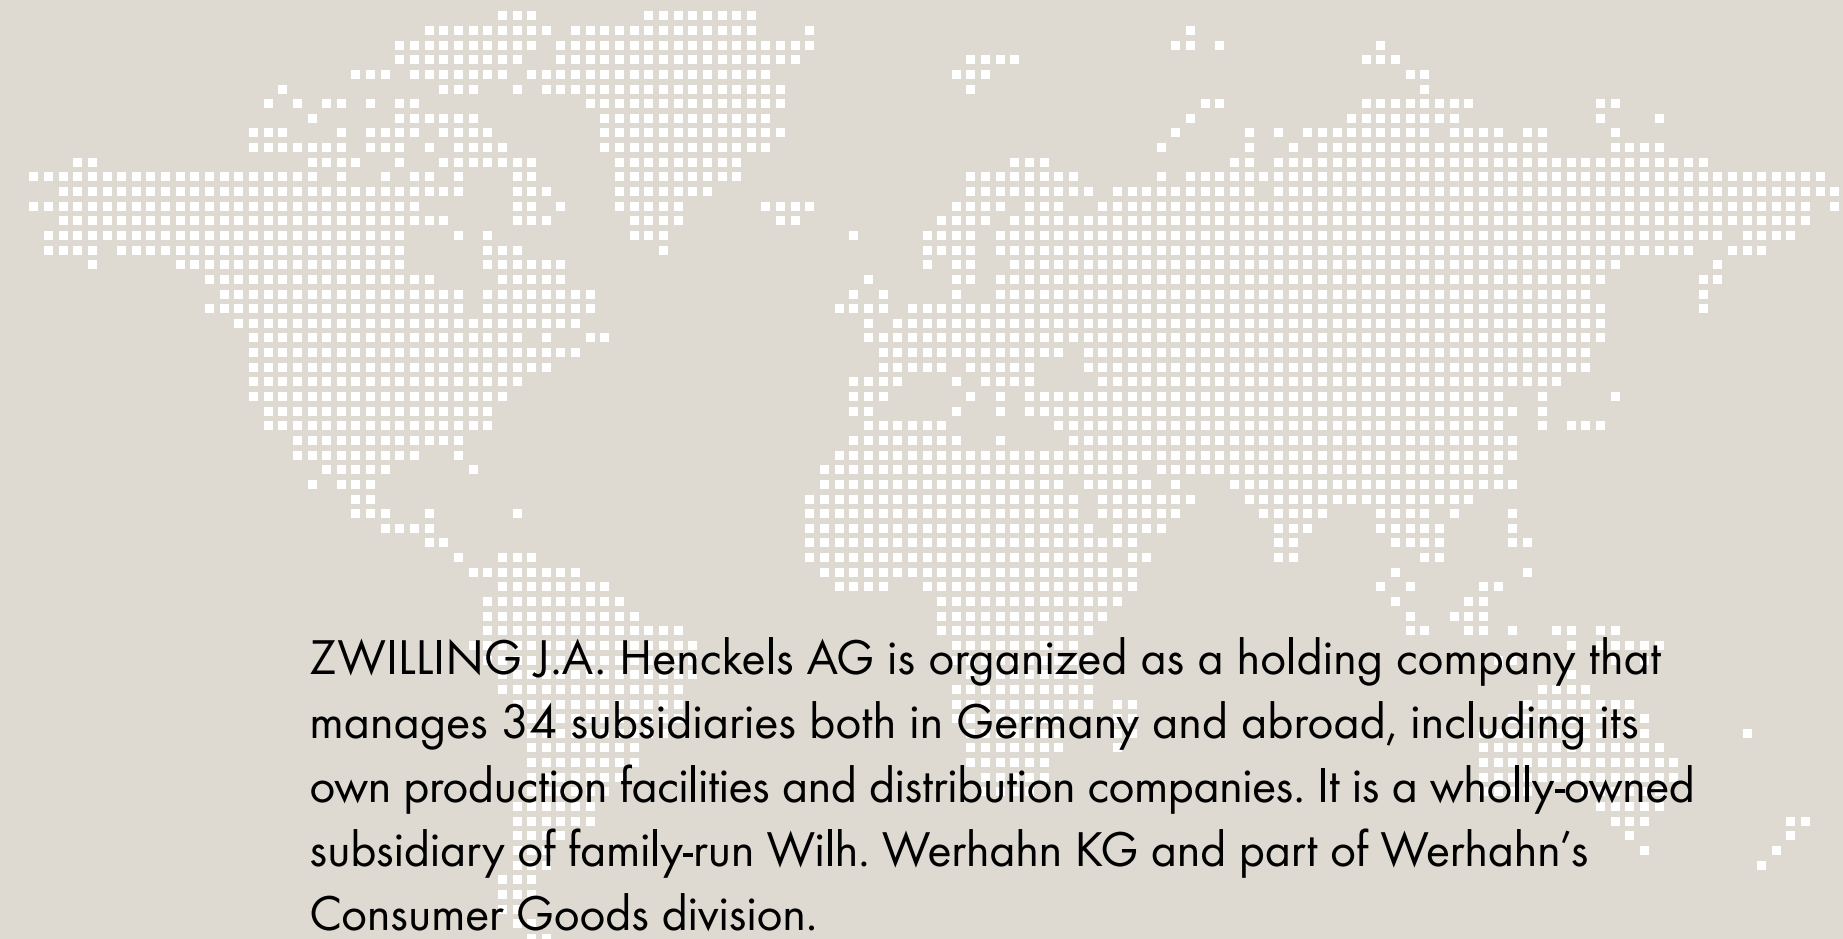 ZWILLING J.A. Henckels AG is organized as a holding company that
manages 34 subsidiaries both in Germany and abroad, including its
own production facilities and distribution companies. It is a wholly-owned
subsidiary of family-run Wilh. Werhahn KG and part of Werhahn’s
Consumer Goods division.